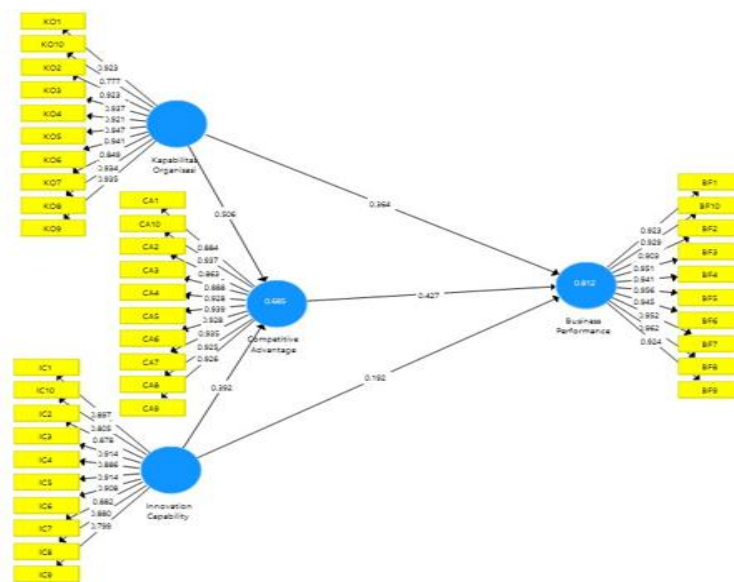 KO1
KO10
KO2
KO3
KO4
KO5
KO6
KO7
KO8
KO9
0.923
0.777
0.923
0.937
0.921
0.947
0.941
0.849
0.934
0.935
Kapabilitas
Organisasi
0.506
0.364
CA1
CA10
CA2
CA3
CA4
CA5
CA6
CA7
CA8
CA9
0.884
0.937
0.863
0.888
0.928
0.939
0.928
0.935
0.925
0.926
0.685
Competitive
Advantage
0.427
0.392
0.192
IC1
IC10
IC2
IC3
IC4
IC5
IC6
IC7
IC8
IC9
0.805
0.914
0.886
0.914
0.908
0.882
0.880
0.799
Innovation
Capability
0.812
Business
Performance
BF1
BF10
BF2
BF3
BF4
BF5
BF6
BF7
BF8
BF9
0.923
0.929
0.903
0.951
0.941
0.956
0.945
0.952
0.962
0.924